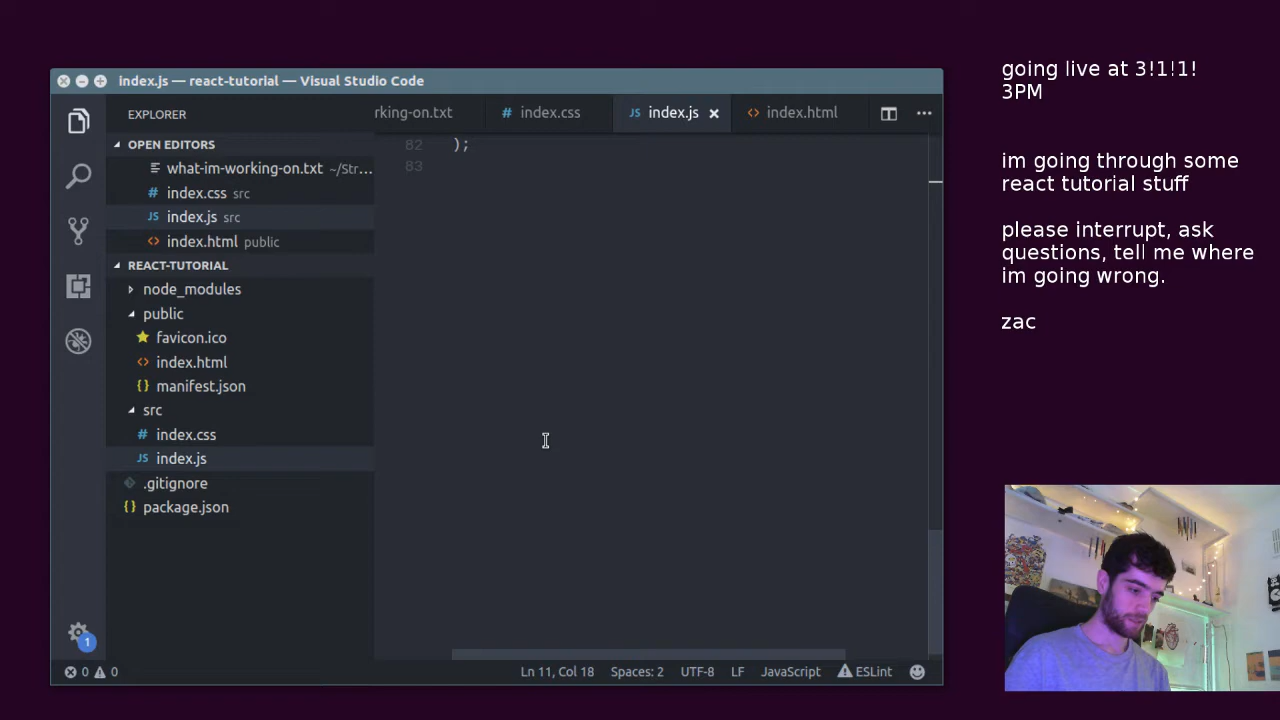 index.js — react-tutorial — Visual Studio Code
EXPLORER
OPEN EDITORS
what-im-working-on.txt ~/Str...
index.css src
index.js src
index.html public
REACT-TUTORIAL
node_modules
public
favicon.ico
index.html
manifest.json
src
index.css
index.js
.gitignore
package.json
1
rking-on.txt
index.css
index.js
index.html
82 );
83
0 0
Ln 11, Col 18
Spaces: 2
UTF-8
LF
JavaScript
ESLint
going live at 3!1!1!
3PM
im going through some
react tutorial stuff
please interrupt, ask
questions, tell me where
im going wrong.
zac